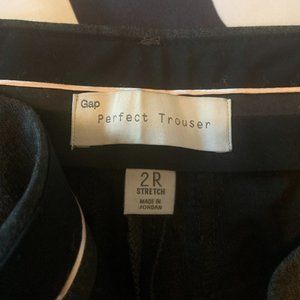 Gap
Perfect Trouser
2R
STRETCH
MADE IN
JORDAN